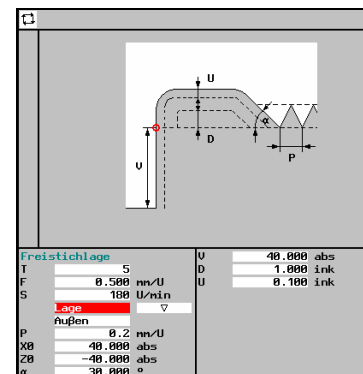 U
α
D
V
P
Freistichlage
T 5
F 0.500 mm/U
S 180 U/min
Lage ▽
Außen
P 0.2 mm/U
X0 40.000 abs
Z0 -40.000 abs
α 30.000 °
V 40.000 abs
D 1.000 ink
U 0.100 ink